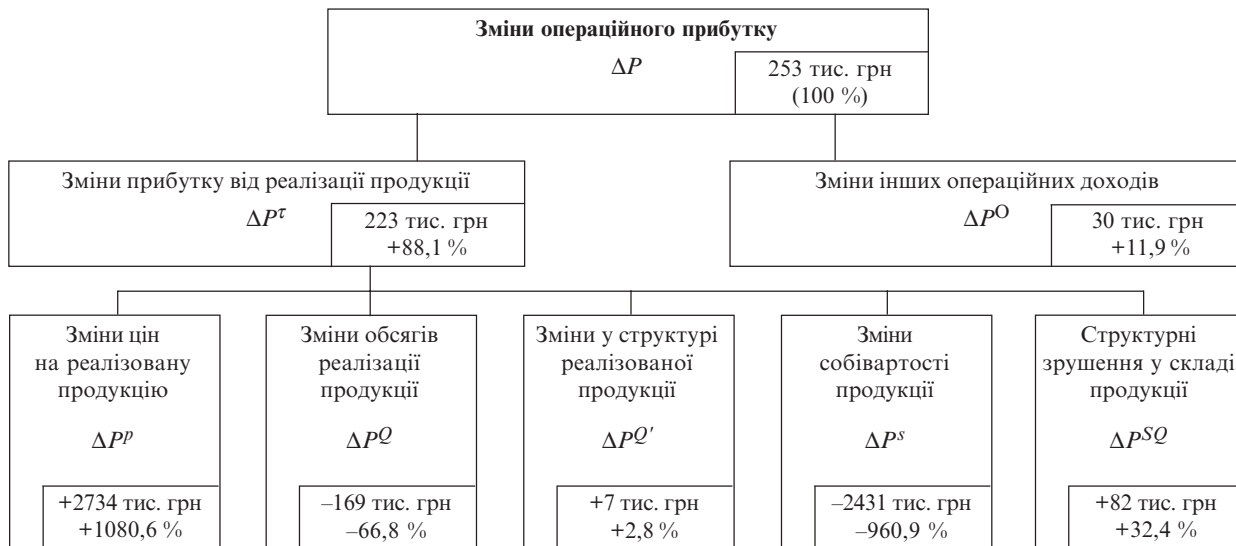 Зміни операційного прибутку
ΔP
253 тис. грн
(100 %)
Зміни прибутку від реалізації продукції
ΔP^τ
223 тис. грн
+88,1 %
Зміни інших операційних доходів
ΔP^O
30 тис. грн
+11,9 %
Зміни цін
на реалізовану
продукцію
ΔP^p
+2734 тис. грн
+1080,6 %
Зміни обсягів
реалізації
продукції
ΔP^Q
–169 тис. грн
–66,8 %
Зміни у структурі
реалізованої
продукції
ΔP^Q'
+7 тис. грн
+2,8 %
Зміни
собівартості
продукції
ΔP^s
–2431 тис. грн
–960,9 %
Структурні
зрушення у складі
продукції
ΔP^SQ
+82 тис. грн
+32,4 %